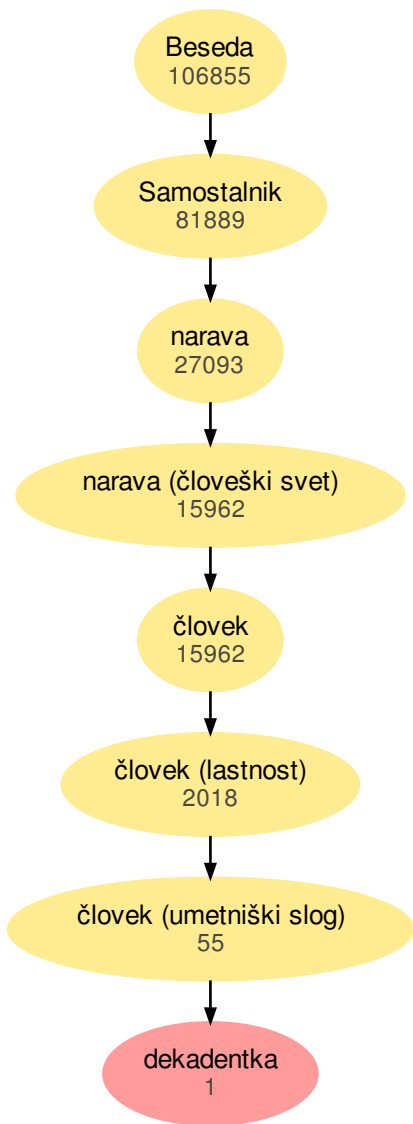 Beseda
106855
Samostalnik
81889
narava
27093
narava (človeški svet)
15962
človek
15962
človek (lastnost)
2018
človek (umetniški slog)
55
dekadentka
1